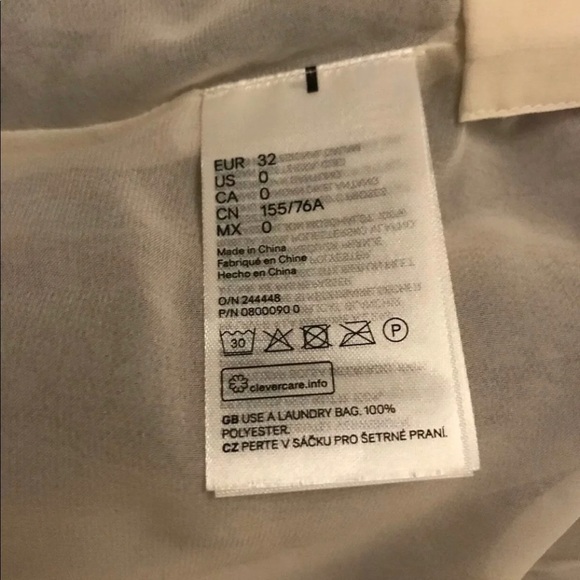 EUR 32
US 0
CA 0
CN 155/76A
MX 0
Made in China
Fabriqué en Chine
Hecho en China
O/N 244448
P/N 0800090 0
30 P
clevercare.info
GB USE A LAUNDRY BAG. 100%
POLYESTER.
CZ PERTE V SÁČKU PRO ŠETRNÉ PRANÍ.